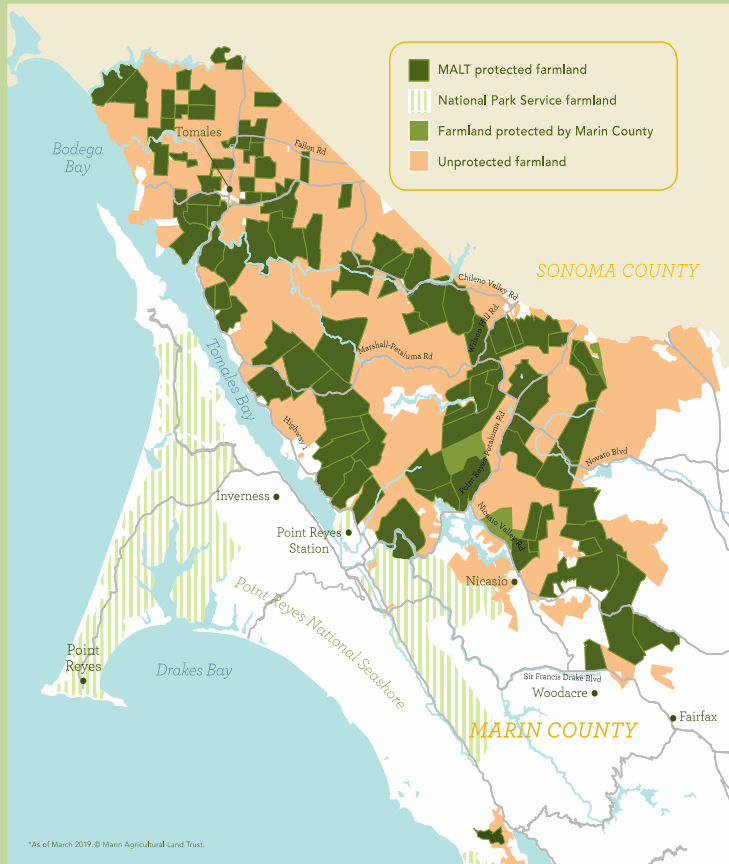 MALT protected farmland
National Park Service farmland
Farmland protected by Marin County
Unprotected farmland
Tomales
Fallon Rd
Bodega
Bay
SONOMA COUNTY
Chileno Valley Rd
Wilson Hill Rd
Marshall-Petaluma Rd
Tomales Bay
Highway 1
Point Reyes-Petaluma Rd
Novato Blvd
Inverness
Point Reyes
Station
Nicasio Valley Rd
Nicasio
Point Reyes National Seashore
Point
Reyes
Drakes Bay
Sir Francis Drake Blvd
Woodacre
Fairfax
MARIN COUNTY
*As of March 2019. © Marin Agricultural Land Trust.